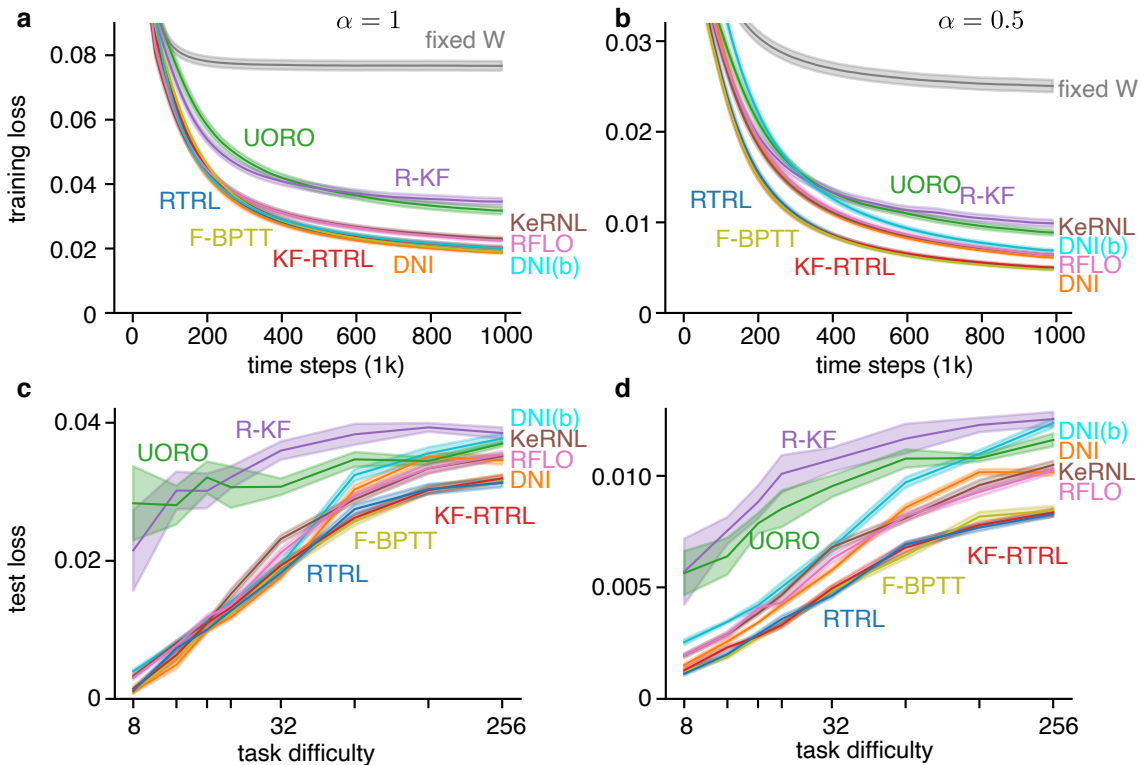 a
α = 1
fixed W
0.08
0.06
0.04
0.02
0
training loss
UORO
R-KF
RTRL
F-BPTT
KF-RTRL
DNI
KeRNL
RFLO
DNI(b)
0
200
400
600
800
1000
time steps (1k)
b
α = 0.5
fixed W
0.03
0.02
0.01
0
RTRL
F-BPTT
KF-RTRL
UORO
R-KF
KeRNL
DNI(b)
RFLO
DNI
0
200
400
600
800
1000
time steps (1k)
c
0.04
0.02
0
test loss
UORO
R-KF
DNI(b)
KeRNL
RFLO
DNI
KF-RTRL
F-BPTT
RTRL
8
32
256
task difficulty
d
0.010
0.005
0
R-KF
UORO
DNI(b)
DNI
KeRNL
RFLO
KF-RTRL
F-BPTT
RTRL
8
32
256
task difficulty